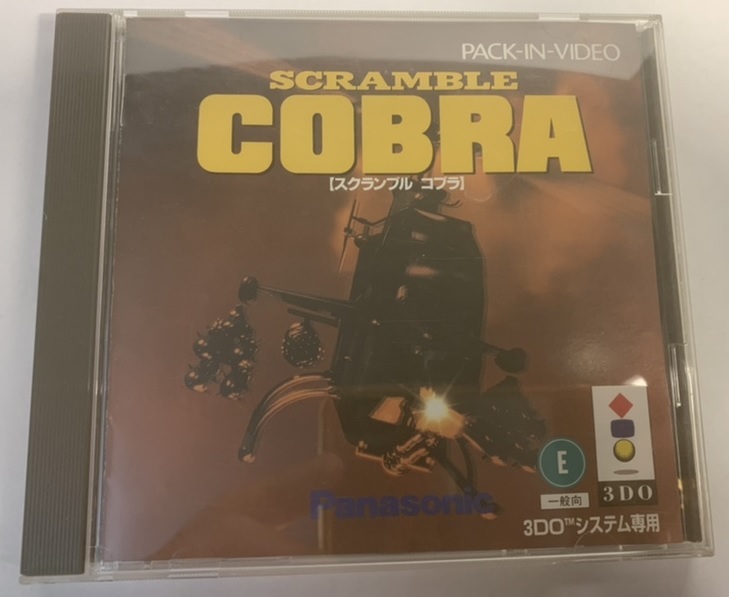 PACK-IN-VIDEO
SCRAMBLE
COBRA
【スクランブル コブラ】
E
一般向
3DO
Panasonic
3DO™システム専用